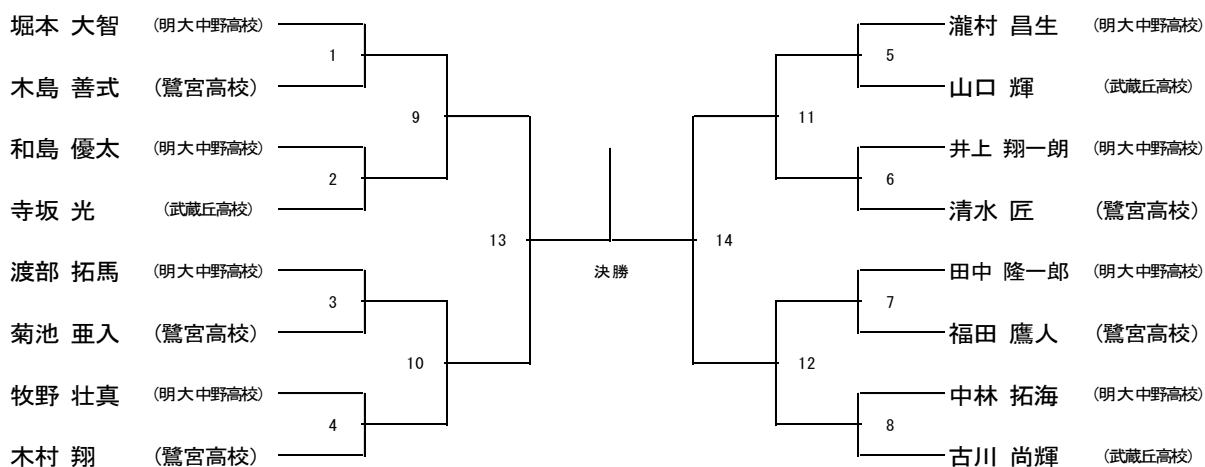 堀本 大智 (明大中野高校)
1
木島 善式 (鷺宮高校)
9
和島 優太 (明大中野高校)
2
寺坂 光 (武蔵丘高校)
13
渡部 拓馬 (明大中野高校)
3
菊池 亜入 (鷺宮高校)
10
牧野 壮真 (明大中野高校)
4
木村 翔 (鷺宮高校)
決勝
瀧村 昌生 (明大中野高校)
5
山口 輝 (武蔵丘高校)
11
井上 翔一朗 (明大中野高校)
6
清水 匠 (鷺宮高校)
14
田中 隆一郎 (明大中野高校)
7
福田 鷹人 (鷺宮高校)
12
中林 拓海 (明大中野高校)
8
古川 尚輝 (武蔵丘高校)